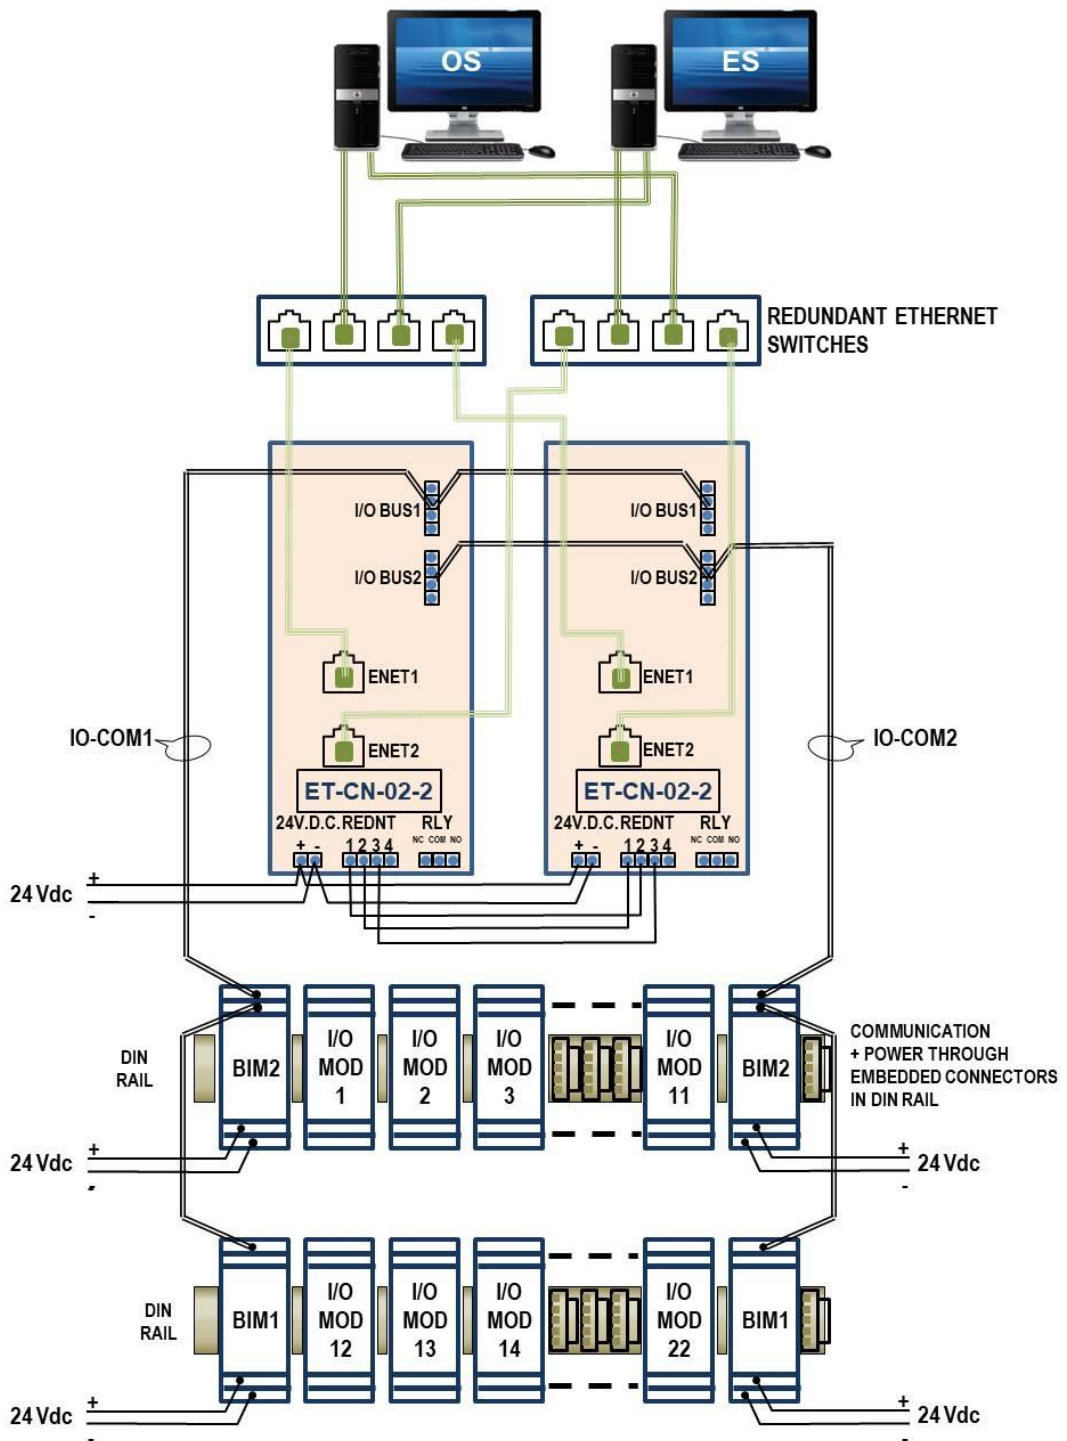 OS
ES
REDUNDANT ETHERNET
SWITCHES
I/O BUS1
I/O BUS1
I/O BUS2
I/O BUS2
ENET1
ENET1
IO-COM1
IO-COM2
ENET2
ENET2
ET-CN-02-2
ET-CN-02-2
24V.D.C. REDNT RLY
24V.D.C. REDNT RLY
NC COM NO
NC COM NO
+ - 1 2 3 4
+ - 1 2 3 4
+
24 Vdc
-
DIN
RAIL
BIM2
I/O
MOD
1
I/O
MOD
2
I/O
MOD
3
I/O
MOD
11
BIM2
COMMUNICATION
+ POWER THROUGH
EMBEDDED CONNECTORS
IN DIN RAIL
+
24 Vdc
-
+
24 Vdc
-
DIN
RAIL
BIM1
I/O
MOD
12
I/O
MOD
13
I/O
MOD
14
I/O
MOD
22
BIM1
+
24 Vdc
-
+
24 Vdc
-